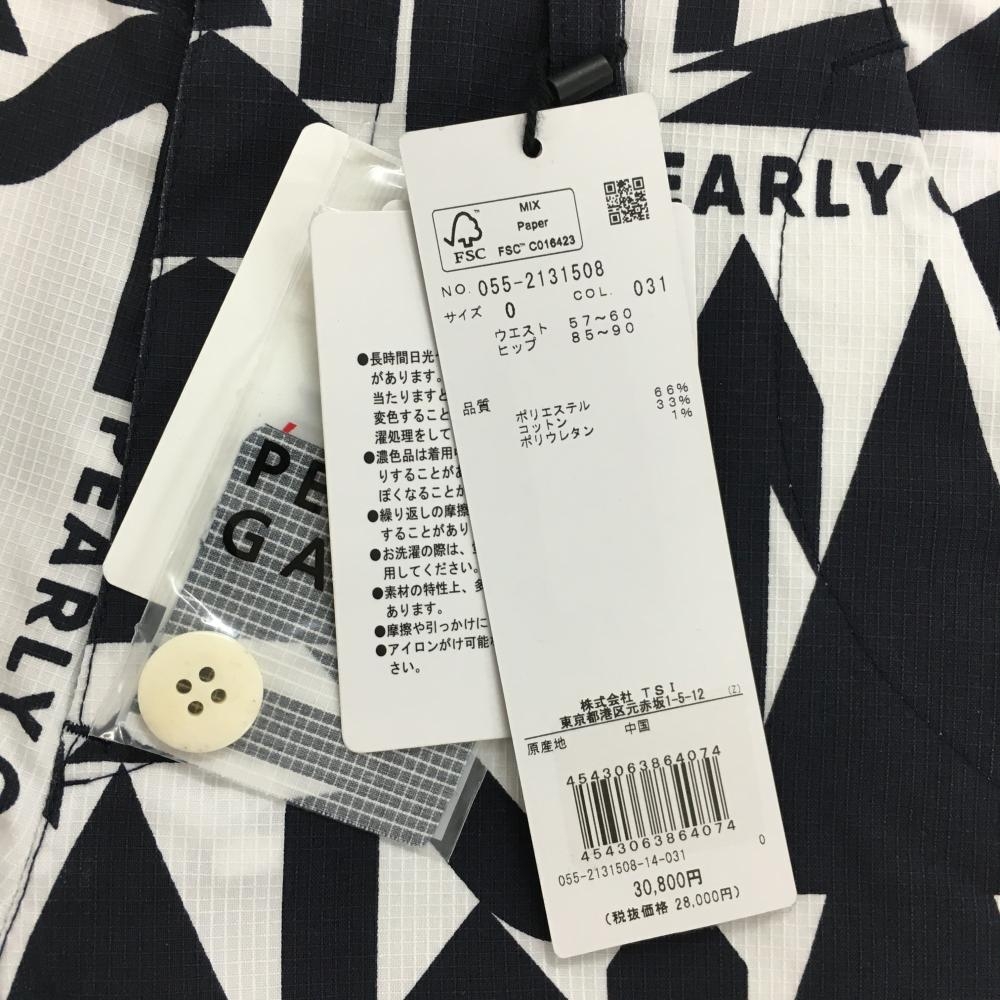 EARLY
MIX
Paper
FSC™ C016423
FSC
NO. 055-2131508
サイズ 0 COL. 031
ウエスト 57～60
ヒップ 85～90
品質
ポリエステル 66%
コットン 33%
ポリウレタン 1%
株式会社 TSI
東京都港区元赤坂1-5-12 (Z)
原産地 中国
4543063864074
4543063864074
055-2131508-14-031 0
30,800円
(税抜価格 28,000円)
●長時間日光
があります。
当たりますと
変色すること
濯処理をして
●濃色品は着用
りすることが
ぽくなることが
●繰り返しの摩擦
することがあり
●お洗濯の際は、
用してください。
●素材の特性上、多
あります。
●摩擦や引っかけに
●アイロンがけ可能
さい。
PÉ
GA
PEARLY